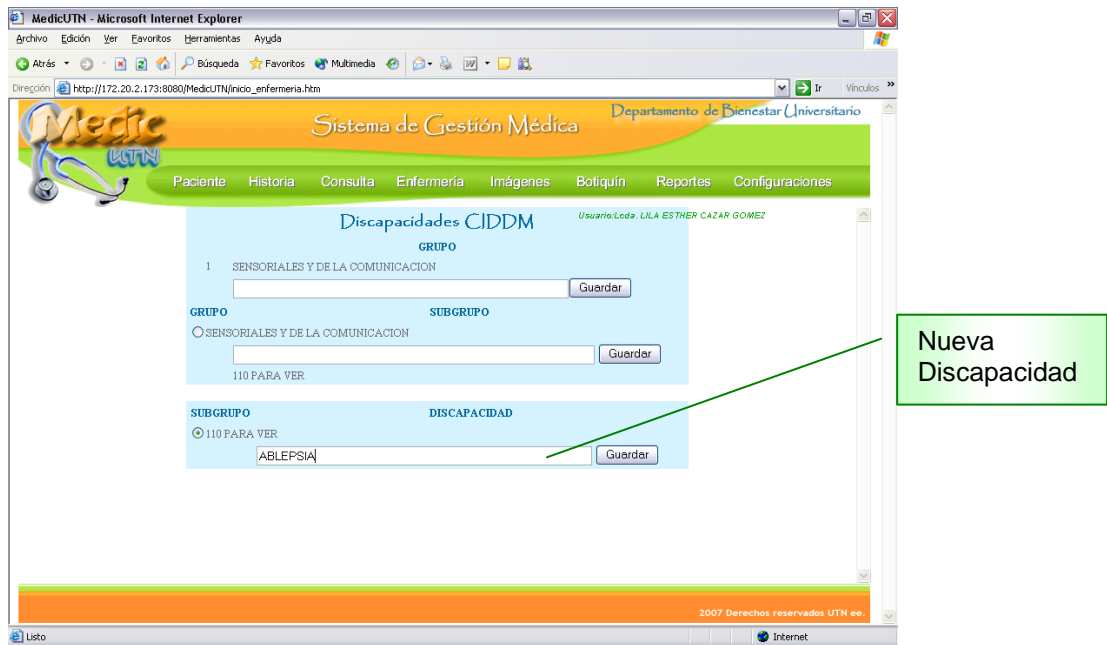 MedicUTN - Microsoft Internet Explorer
Archivo Edición Ver Favoritos Herramientas Ayuda
Atrás Búsqueda Favoritos Multimedia
Dirección http://172.20.2.173:8080/MedicUTN/inicio_enfermeria.htm Ir Vínculos »
Medic
UTN
Sistema de Gestión Médica
Departamento de Bienestar Universitario
Paciente Historia Consulta Enfermería Imágenes Botiquín Reportes Configuraciones
Discapacidades CIDDM
Usuario:Lcda. LILA ESTHER CAZAR GOMEZ
GRUPO
1 SENSORIALES Y DE LA COMUNICACION
Guardar
GRUPO SUBGRUPO
SENSORIALES Y DE LA COMUNICACION
Guardar
110 PARA VER
SUBGRUPO DISCAPACIDAD
110 PARA VER
ABLEPSIA Guardar
Nueva
Discapacidad
2007 Derechos reservados UTN ee.
Listo Internet